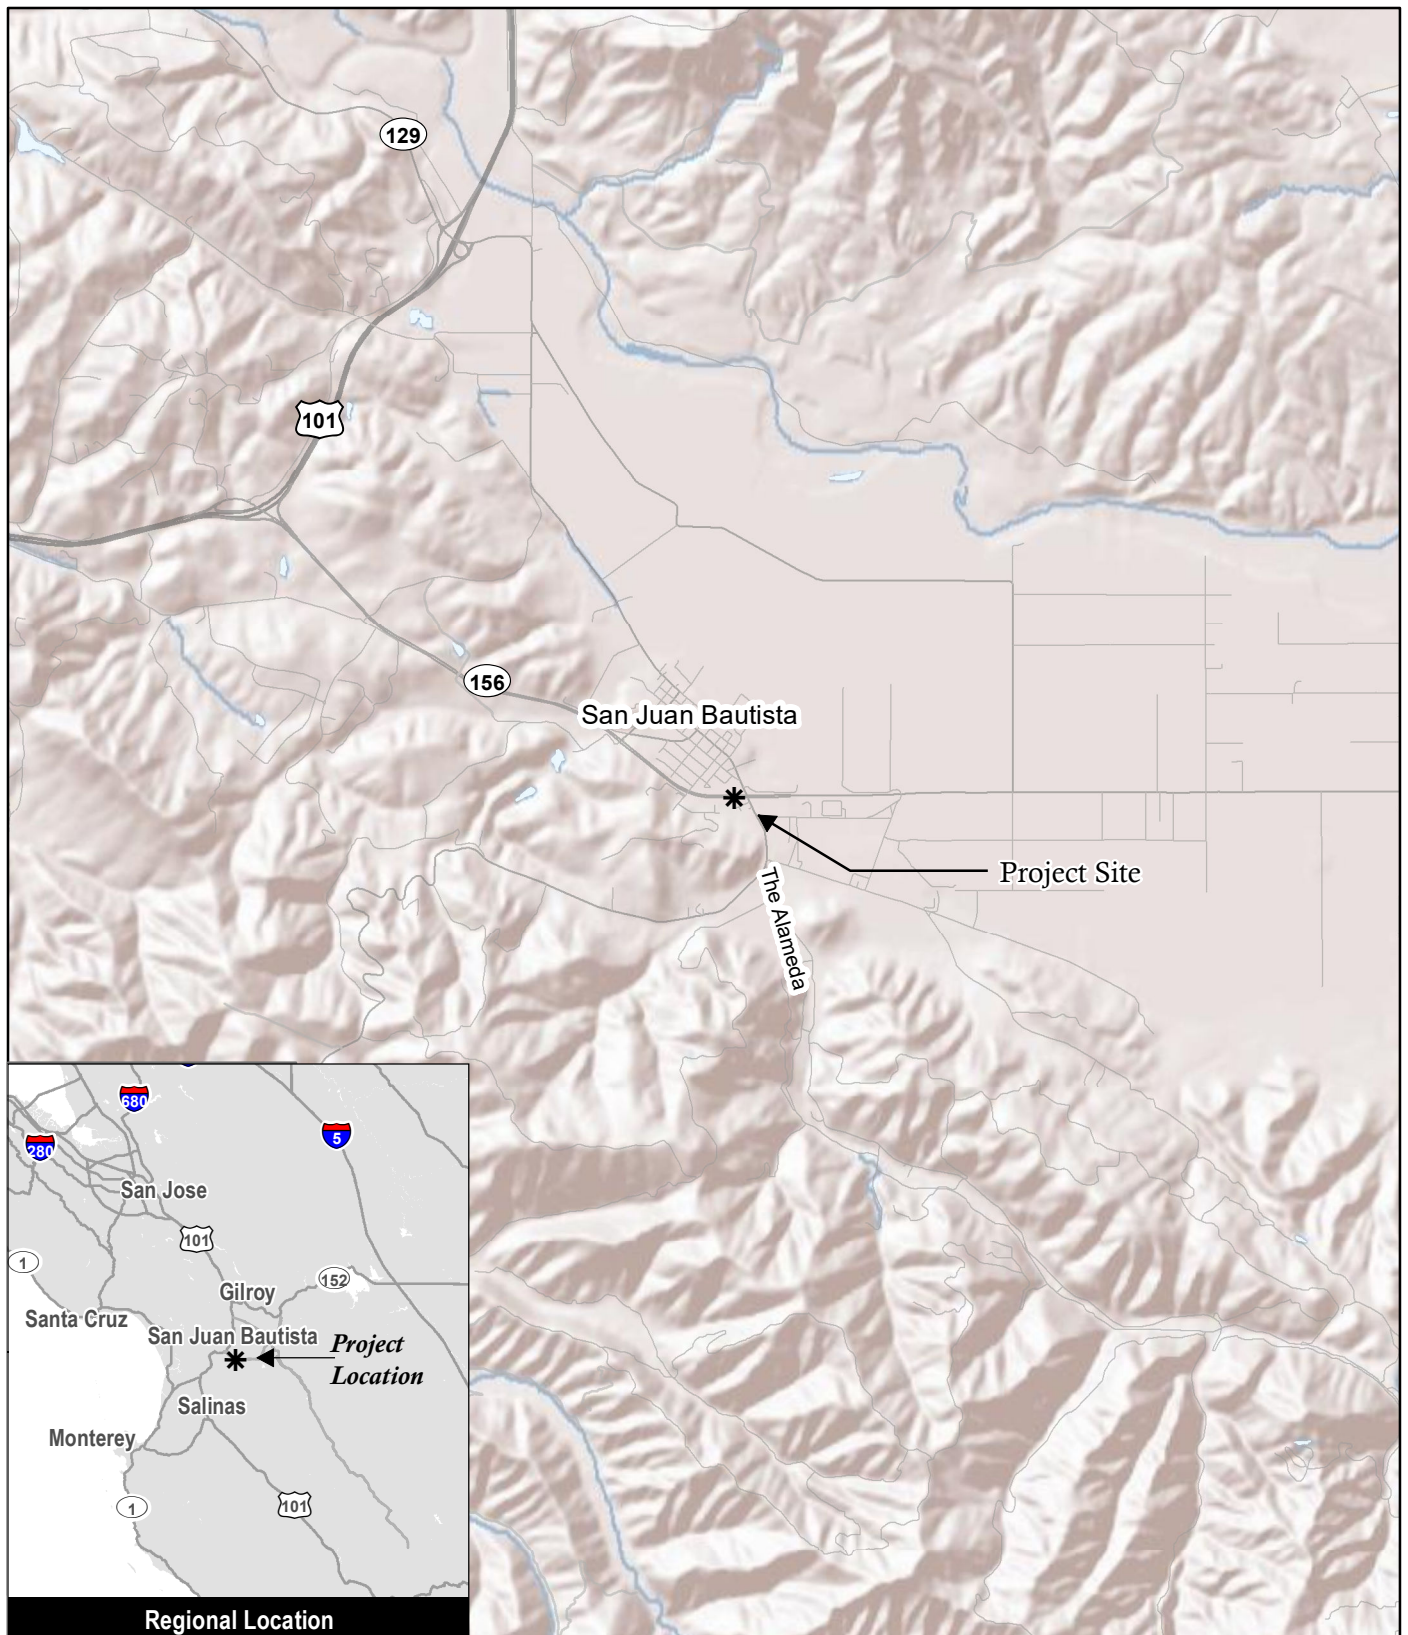 129
101
156
San Juan Bautista
Project Site
The Alameda
680
5
280
San Jose
101
1
152
Gilroy
Santa Cruz
San Juan Bautista
Project
Location
Salinas
Monterey
101
1
Regional Location